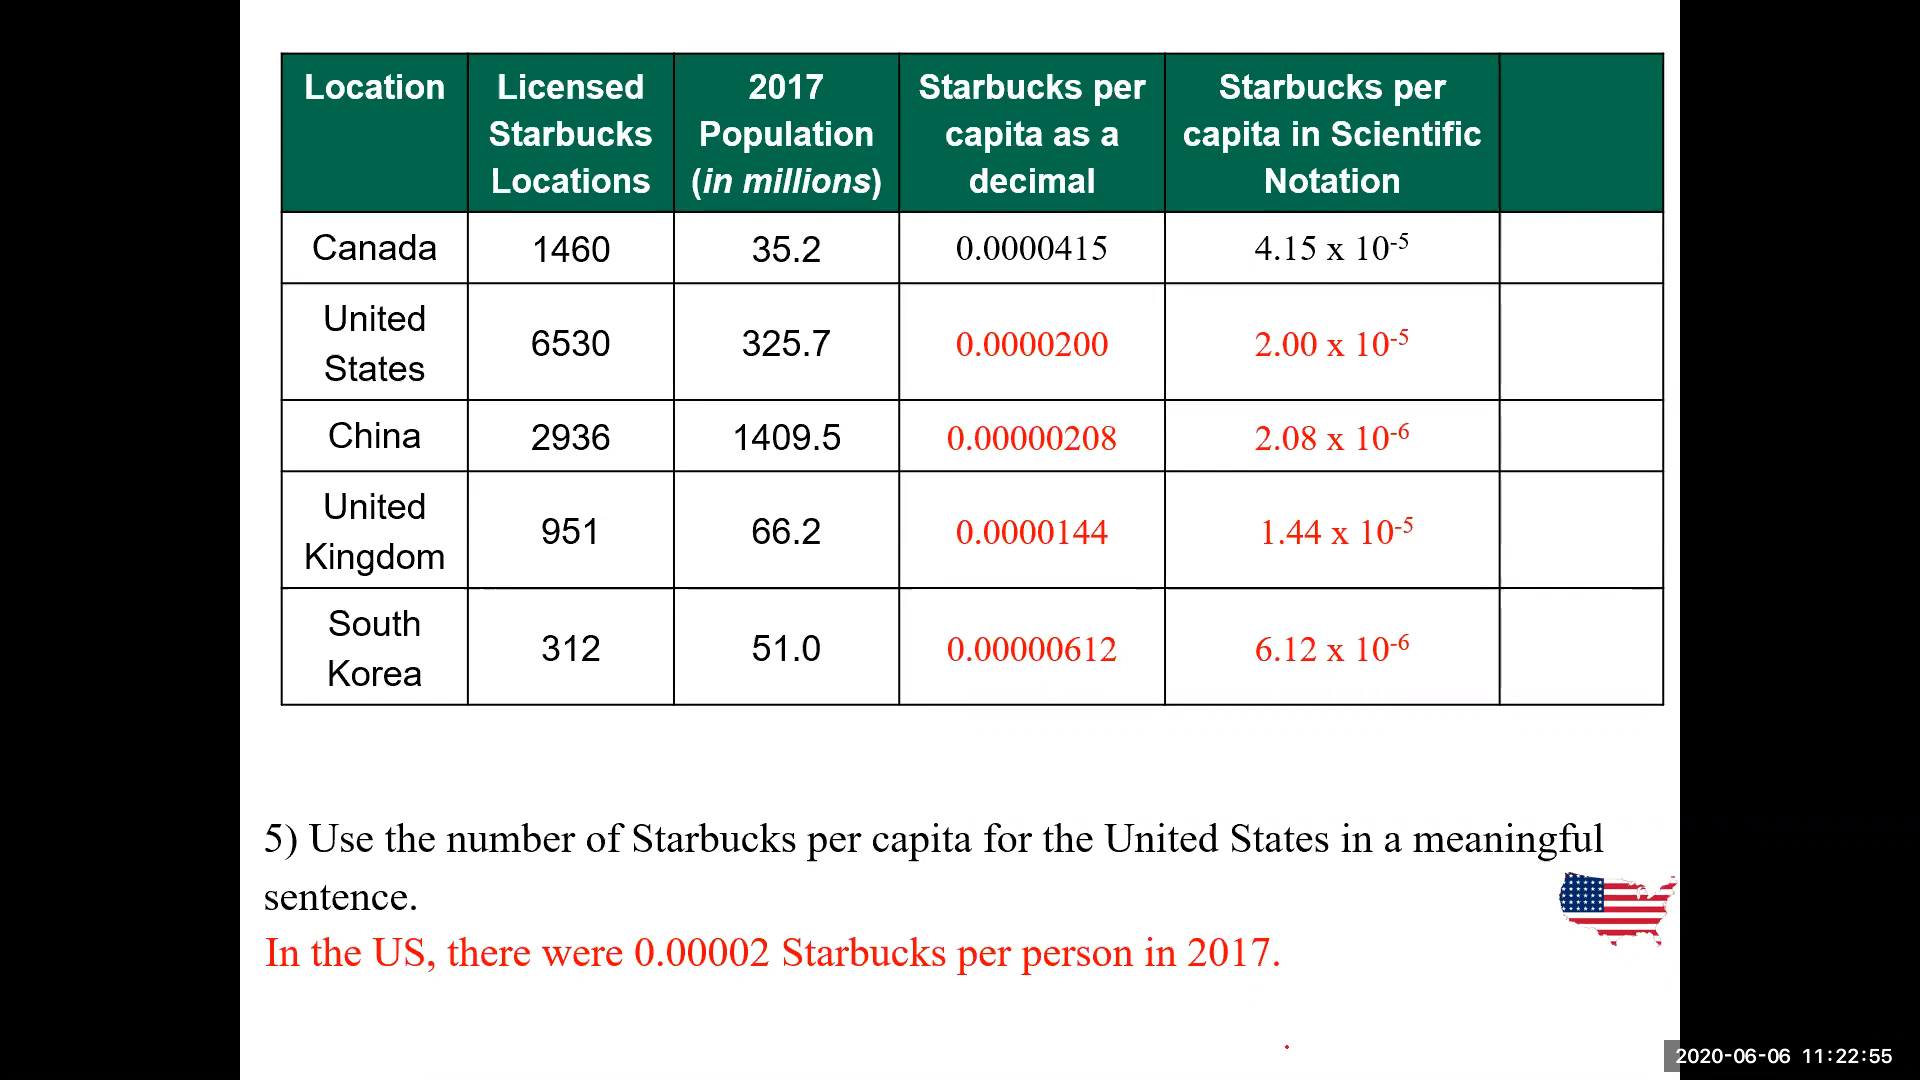 Location Licensed Starbucks Locations 2017 Population (in millions) Starbucks per capita as a decimal Starbucks per capita in Scientific Notation
Canada 1460 35.2 0.0000415 4.15 x 10⁻⁵
United States 6530 325.7 0.0000200 2.00 x 10⁻⁵
China 2936 1409.5 0.00000208 2.08 x 10⁻⁶
United Kingdom 951 66.2 0.0000144 1.44 x 10⁻⁵
South Korea 312 51.0 0.00000612 6.12 x 10⁻⁶
5) Use the number of Starbucks per capita for the United States in a meaningful
sentence.
In the US, there were 0.00002 Starbucks per person in 2017.
2020-06-06 11:22:55